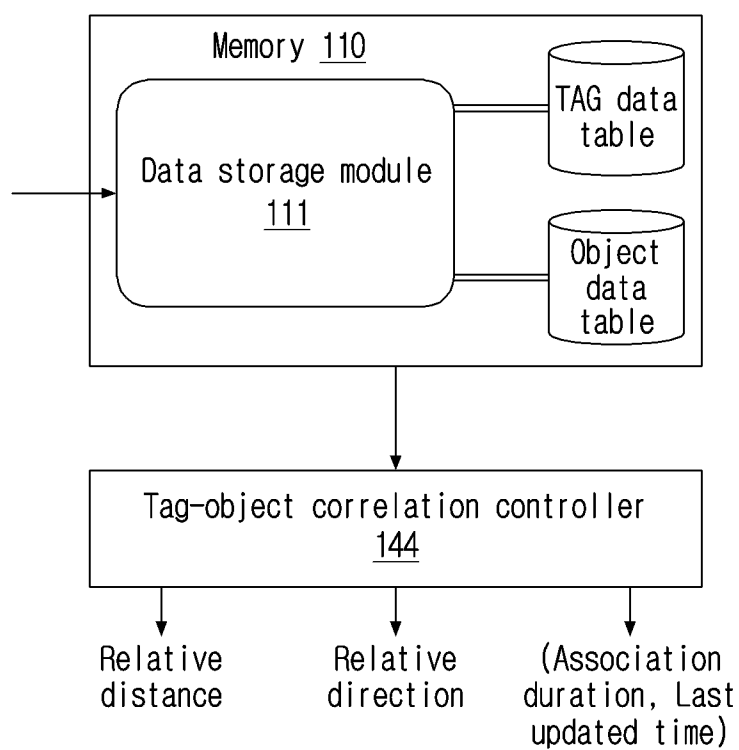 Memory 110
TAG data
table
Data storage module
111
Object
data
table
Tag-object correlation controller
144
Relative
distance
Relative
direction
(Association
duration, Last
updated time)